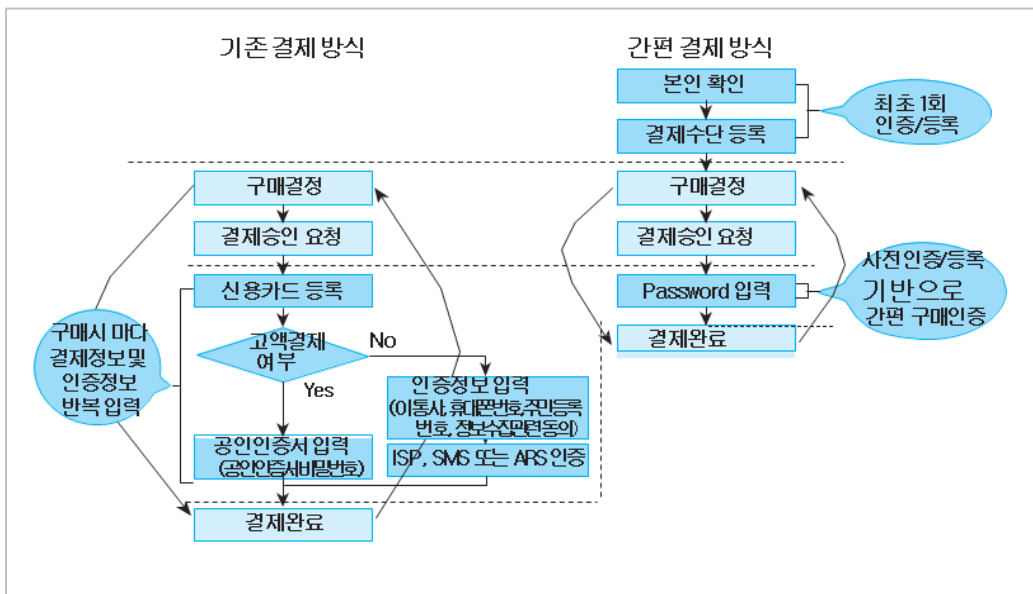 기존 결제 방식
간편 결제 방식
본인 확인
결제수단 등록
최초 1회
인증/등록
구매결정
결제승인 요청
신용카드 등록
고액결제
여부
No
Yes
인증정보 입력
(이통사, 휴대폰번호,주민등록
번호, 정보수집관련 동의)
공인인증서 입력
(공인인증서비밀번호)
ISP, SMS 또는 ARS 인증
결제완료
구매시 마다
결제정보 및
인증정보
반복 입력
구매결정
결제승인 요청
Password 입력
결제완료
사전인증/등록
기반으로
간편 구매인증